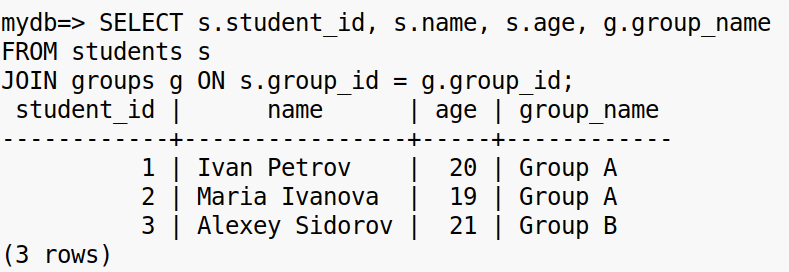 mydb=> SELECT s.student_id, s.name, s.age, g.group_name
FROM students s
JOIN groups g ON s.group_id = g.group_id;
 student_id |      name      | age | group_name
------------+----------------+-----+------------
          1 | Ivan Petrov    |  20 | Group A
          2 | Maria Ivanova  |  19 | Group A
          3 | Alexey Sidorov |  21 | Group B
(3 rows)